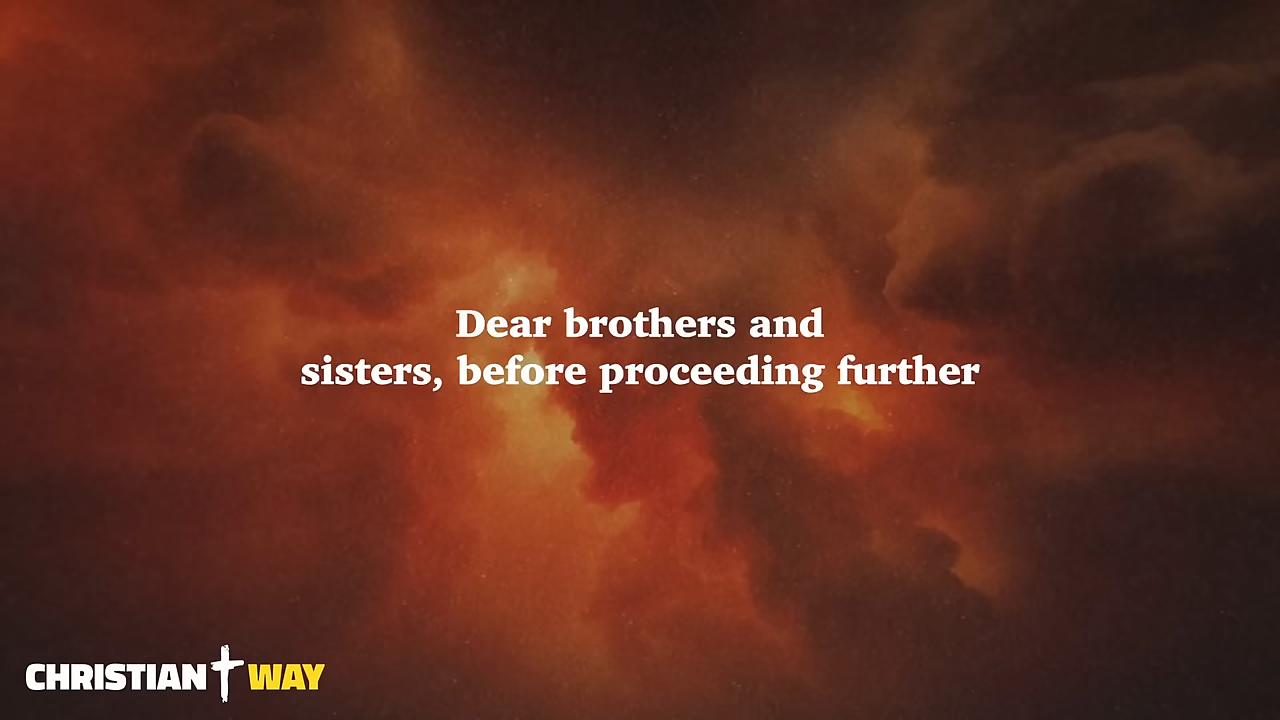 Dear brothers and
sisters, before proceeding further
CHRISTIAN WAY